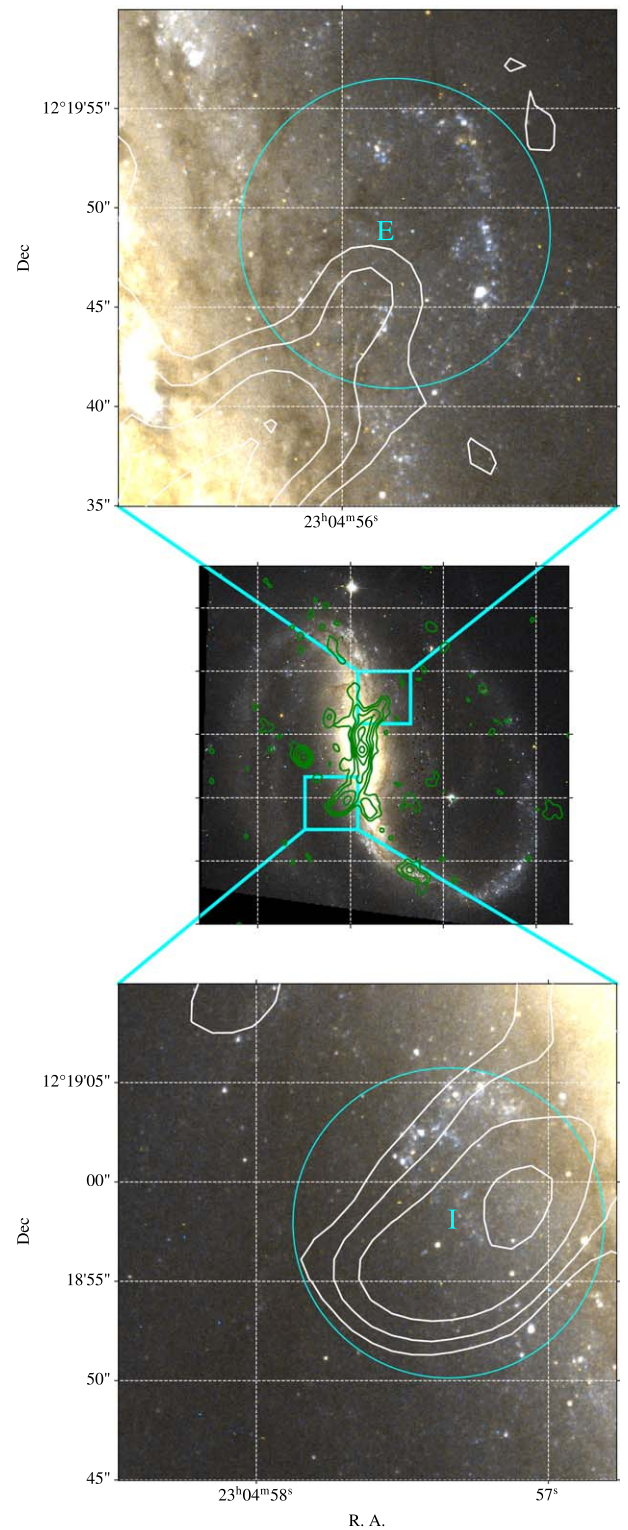 12°19'55"
50"
E
Dec
45"
40"
35"
23ʰ04ᵐ56ˢ
12°19'05"
00"
I
Dec
18'55"
50"
45"
23ʰ04ᵐ58ˢ 57ˢ
R. A.